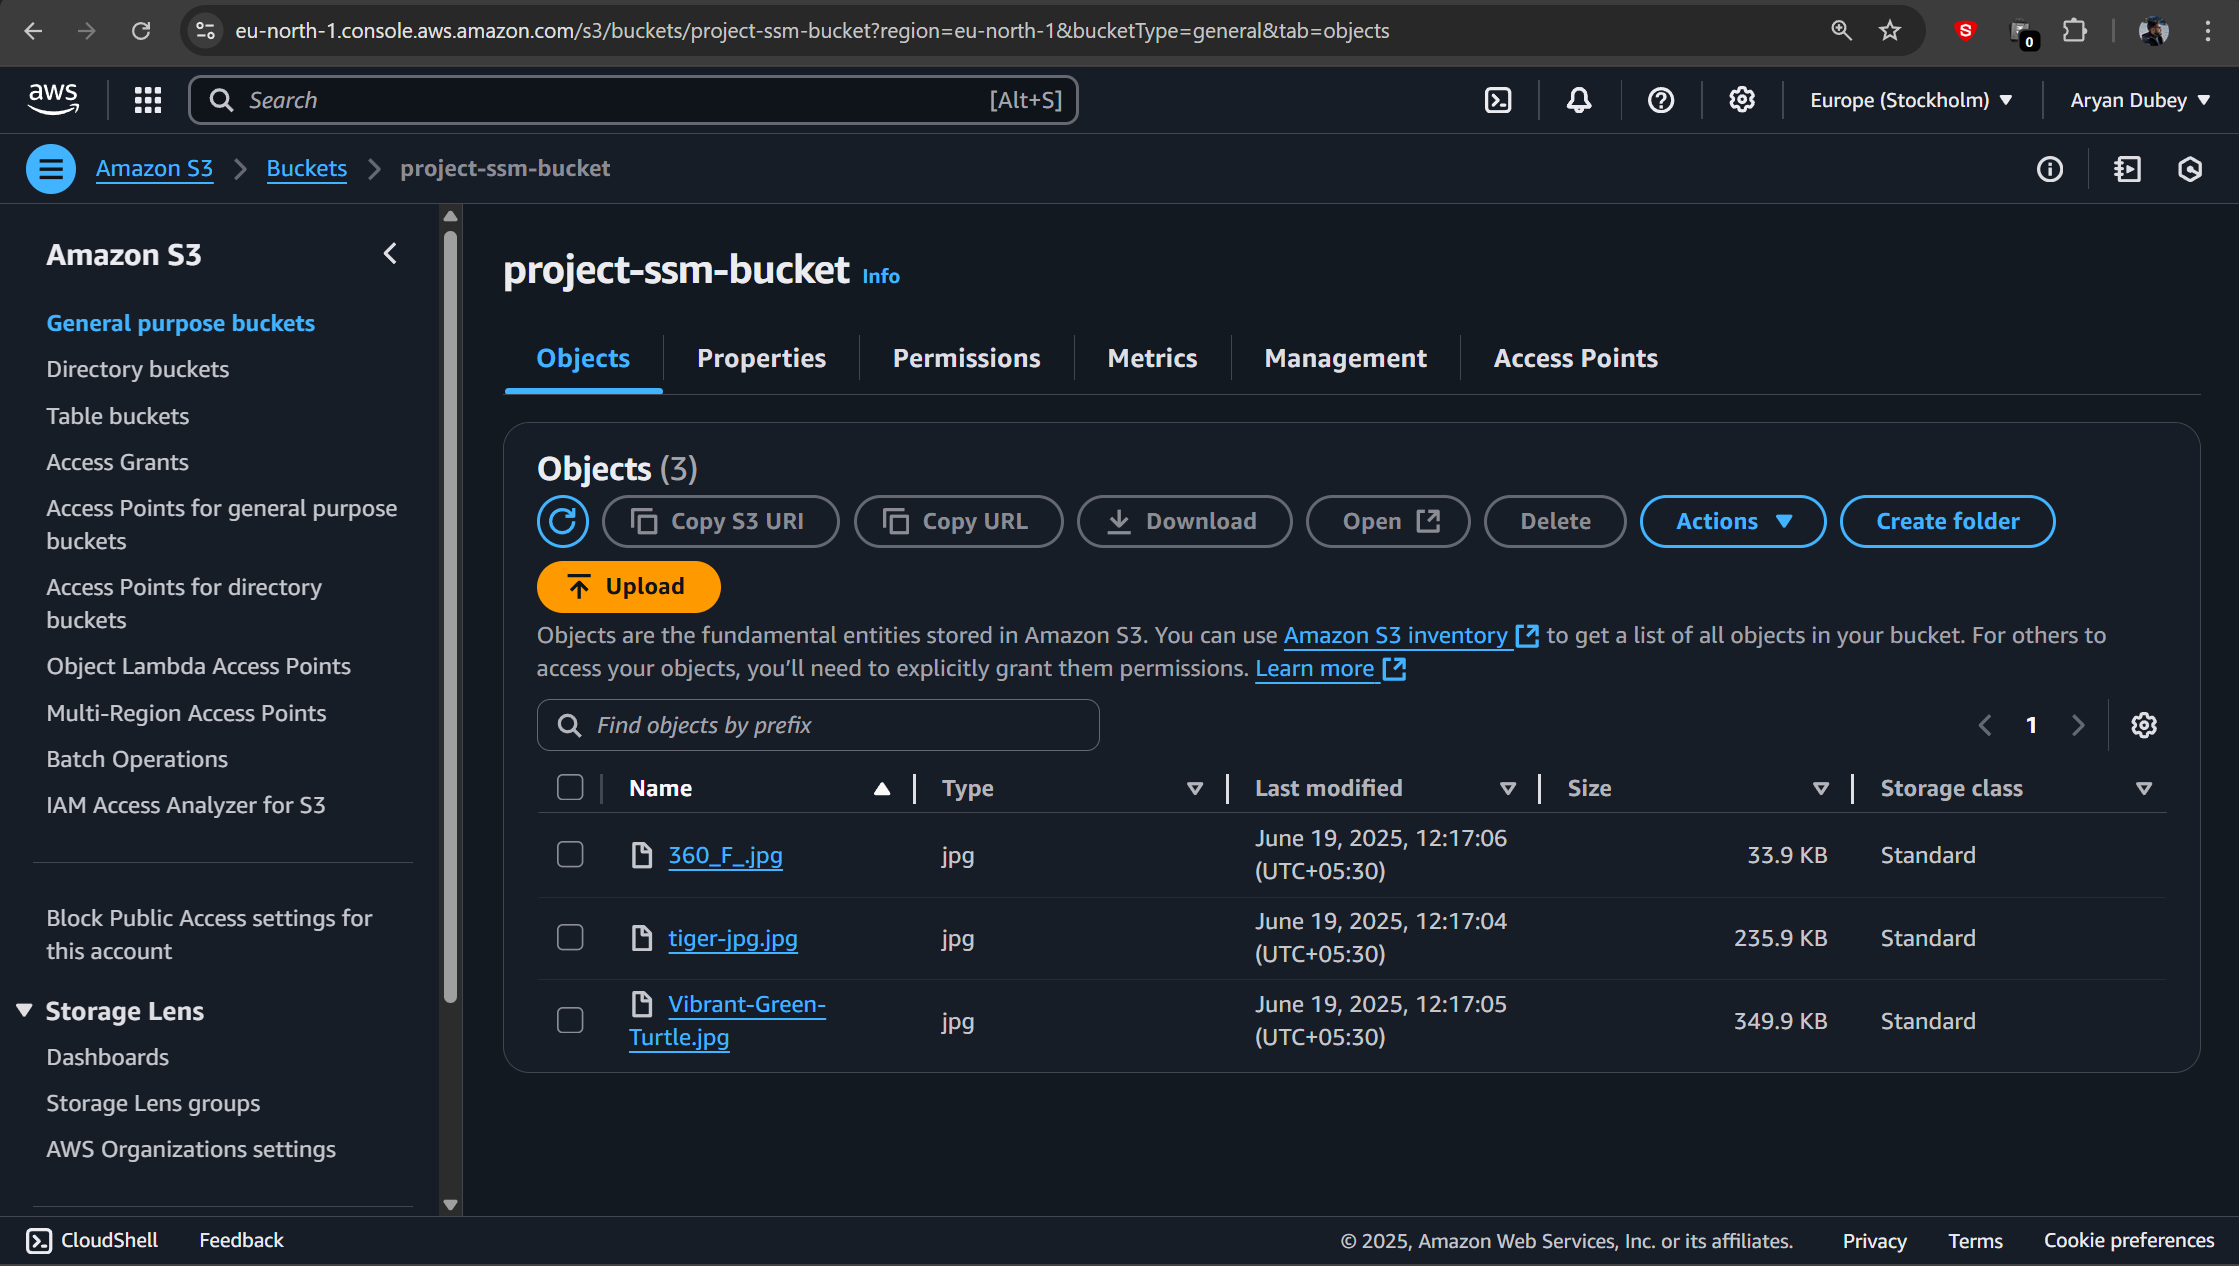 eu-north-1.console.aws.amazon.com/s3/buckets/project-ssm-bucket?region=eu-north-1&bucketType=general&tab=objects
S
0
aws
Search
[Alt+S]
Europe (Stockholm)
Aryan Dubey
Amazon S3
Buckets
project-ssm-bucket
Amazon S3
General purpose buckets
Directory buckets
Table buckets
Access Grants
Access Points for general purpose
buckets
Access Points for directory
buckets
Object Lambda Access Points
Multi-Region Access Points
Batch Operations
IAM Access Analyzer for S3
Block Public Access settings for
this account
Storage Lens
Dashboards
Storage Lens groups
AWS Organizations settings
project-ssm-bucket Info
Objects
Properties
Permissions
Metrics
Management
Access Points
Objects (3)
Copy S3 URI
Copy URL
Download
Open
Delete
Actions
Create folder
Upload
Objects are the fundamental entities stored in Amazon S3. You can use Amazon S3 inventory to get a list of all objects in your bucket. For others to
access your objects, you’ll need to explicitly grant them permissions. Learn more
Find objects by prefix
1
Name
Type
Last modified
Size
Storage class
360_F_.jpg
jpg
June 19, 2025, 12:17:06
(UTC+05:30)
33.9 KB
Standard
tiger-jpg.jpg
jpg
June 19, 2025, 12:17:04
(UTC+05:30)
235.9 KB
Standard
Vibrant-Green-
Turtle.jpg
jpg
June 19, 2025, 12:17:05
(UTC+05:30)
349.9 KB
Standard
CloudShell
Feedback
© 2025, Amazon Web Services, Inc. or its affiliates.
Privacy
Terms
Cookie preferences